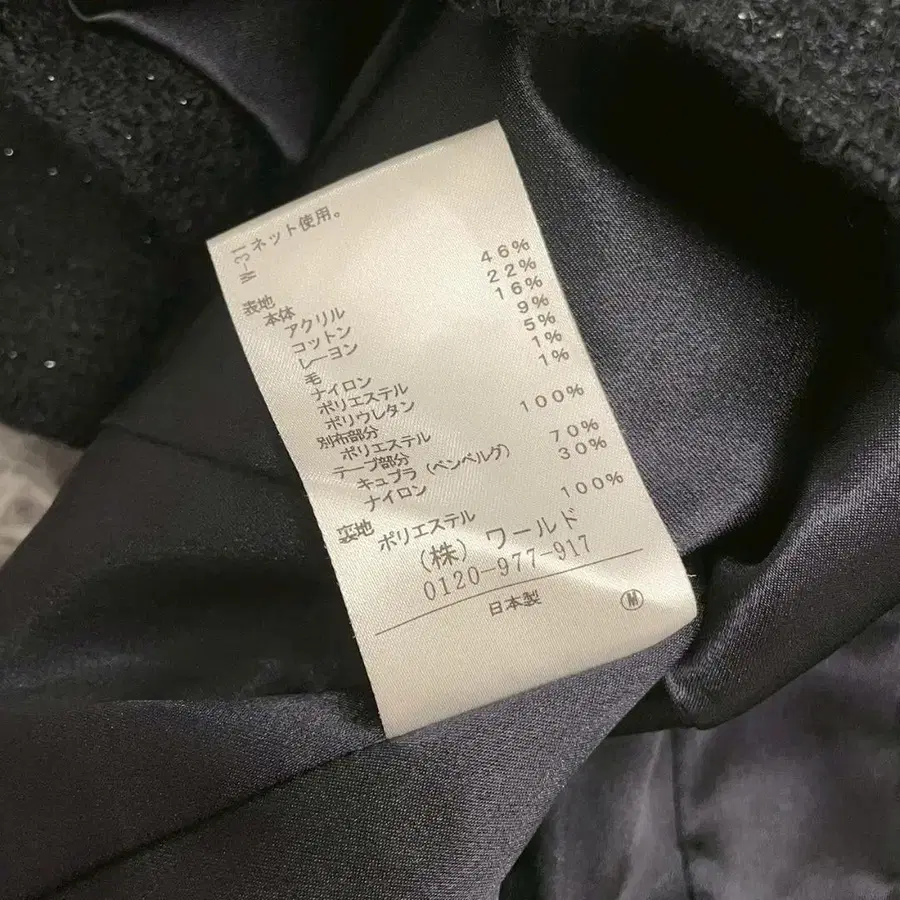 ネット使用。
W-31
表地
本体
アクリル 46%
コットン 22%
レーヨン 16%
毛 9%
ナイロン 5%
ポリエステル 1%
ポリウレタン 1%
別布部分
ポリエステル 100%
テープ部分
キュプラ (ベンベルグ) 70%
ナイロン 30%
裏地
ポリエステル 100%
(株) ワールド
0120-977-917
日本製 M